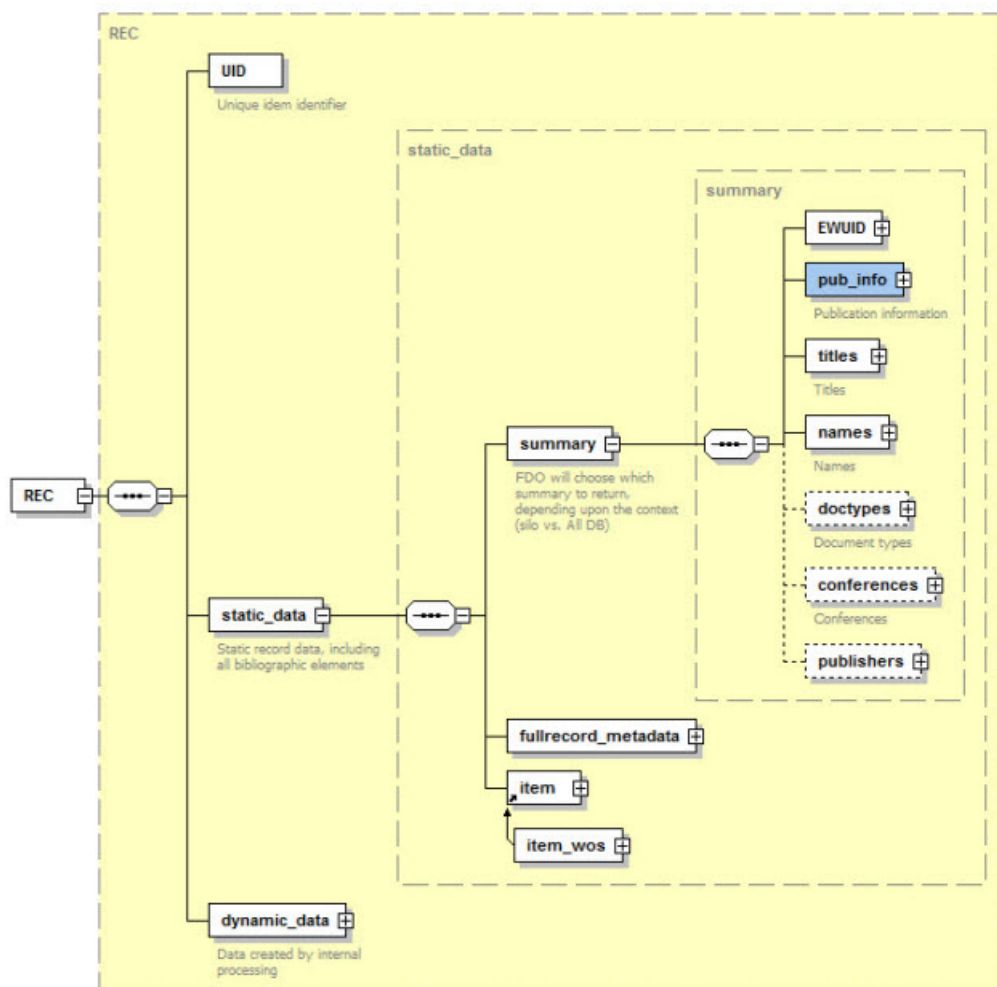 REC
UID
Unique idem identifier
static_data
summary
EWUID
pub_info
Publication information
titles
Titles
names
Names
doctypes
Document types
conferences
Conferences
publishers
summary
FDO will choose which
summary to return,
depending upon the context
(silo vs. All DB)
REC
static_data
Static record data, including
all bibliographic elements
fullrecord_metadata
item
item_wos
dynamic_data
Data created by internal
processing